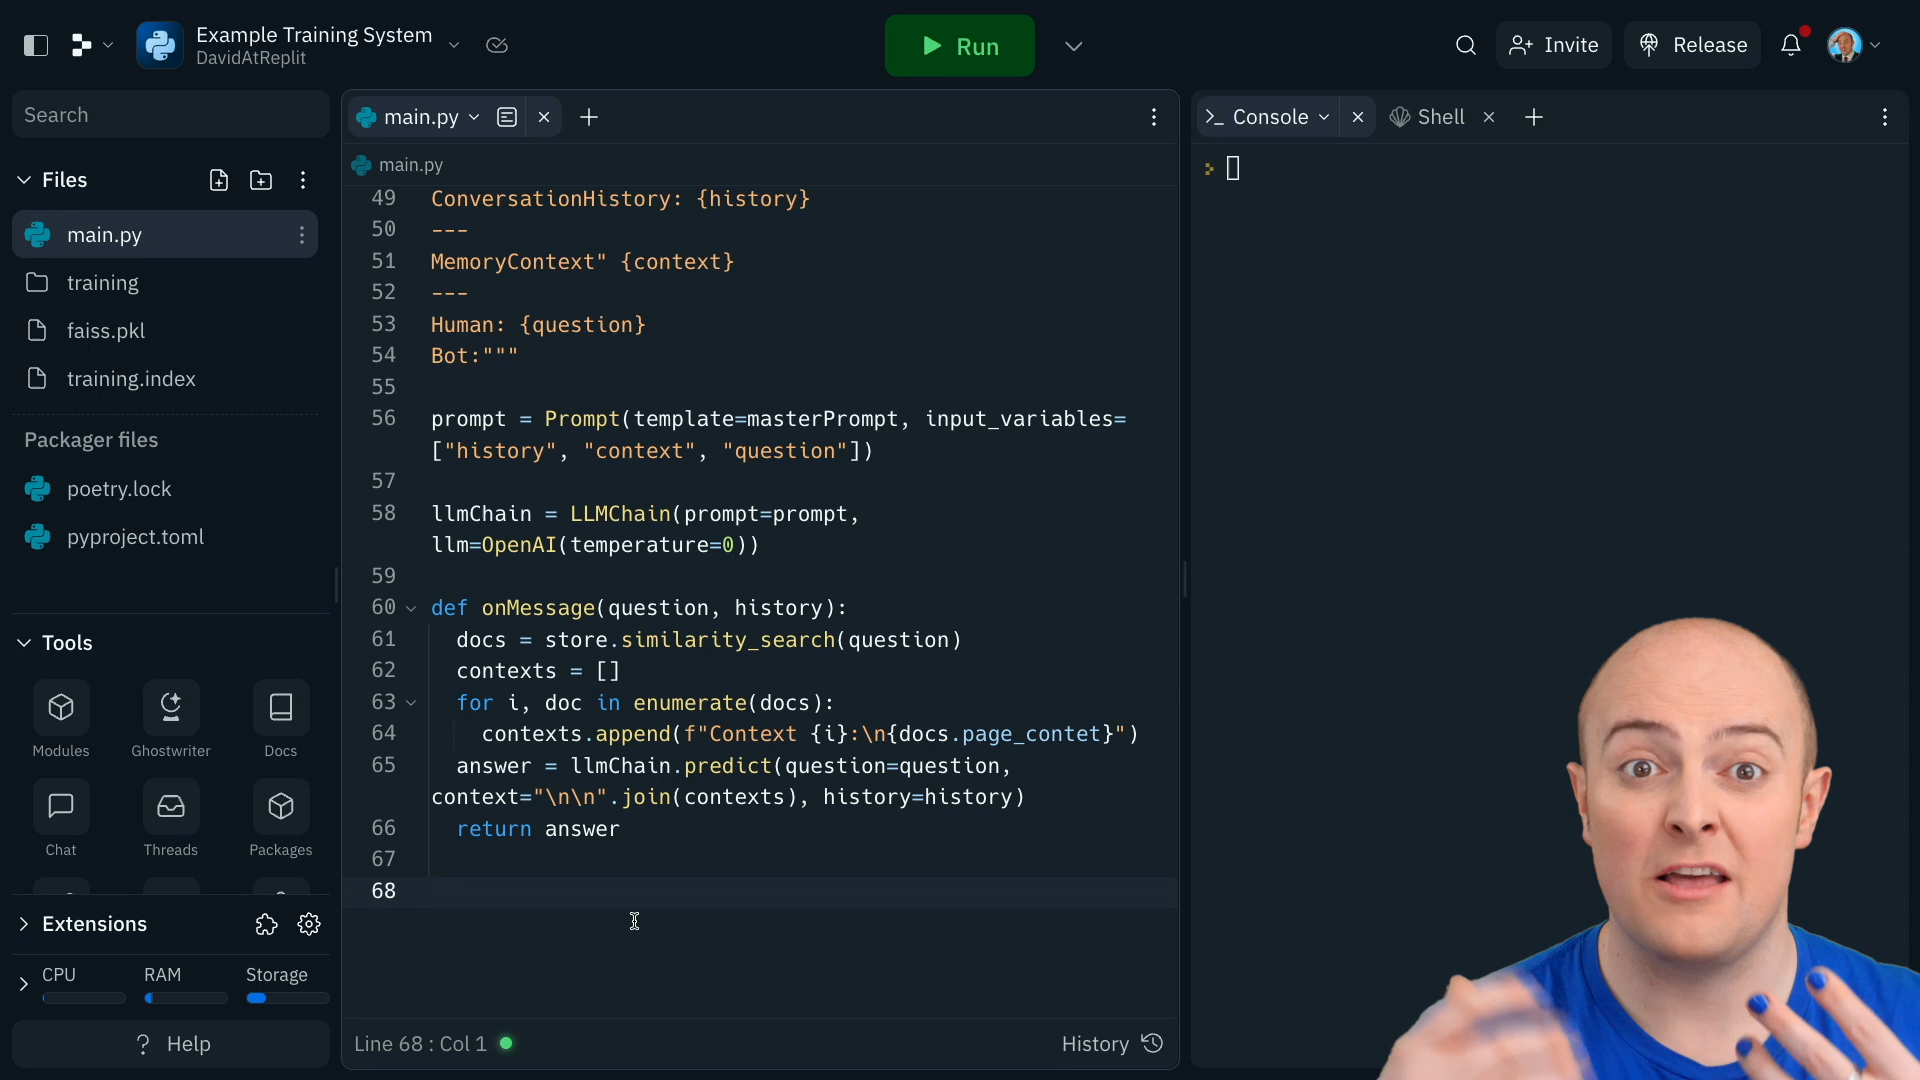 Example Training System
DavidAtReplit
Run
Invite
Release
Search
Files
main.py
training
faiss.pkl
training.index
Packager files
poetry.lock
pyproject.toml
Tools
Modules
Ghostwriter
Docs
Chat
Threads
Packages
Extensions
CPU
RAM
Storage
? Help
main.py
main.py
49 ConversationHistory: {history}
50 ---
51 MemoryContext" {context}
52 ---
53 Human: {question}
54 Bot:"""
55
56 prompt = Prompt(template=masterPrompt, input_variables=
["history", "context", "question"])
57
58 llmChain = LLMChain(prompt=prompt,
llm=OpenAI(temperature=0))
59
60 def onMessage(question, history):
61 docs = store.similarity_search(question)
62 contexts = []
63 for i, doc in enumerate(docs):
64 contexts.append(f"Context {i}:\n{docs.page_contet}")
65 answer = llmChain.predict(question=question,
context="\n\n".join(contexts), history=history)
66 return answer
67
68
Line 68 : Col 1
History
Console
Shell